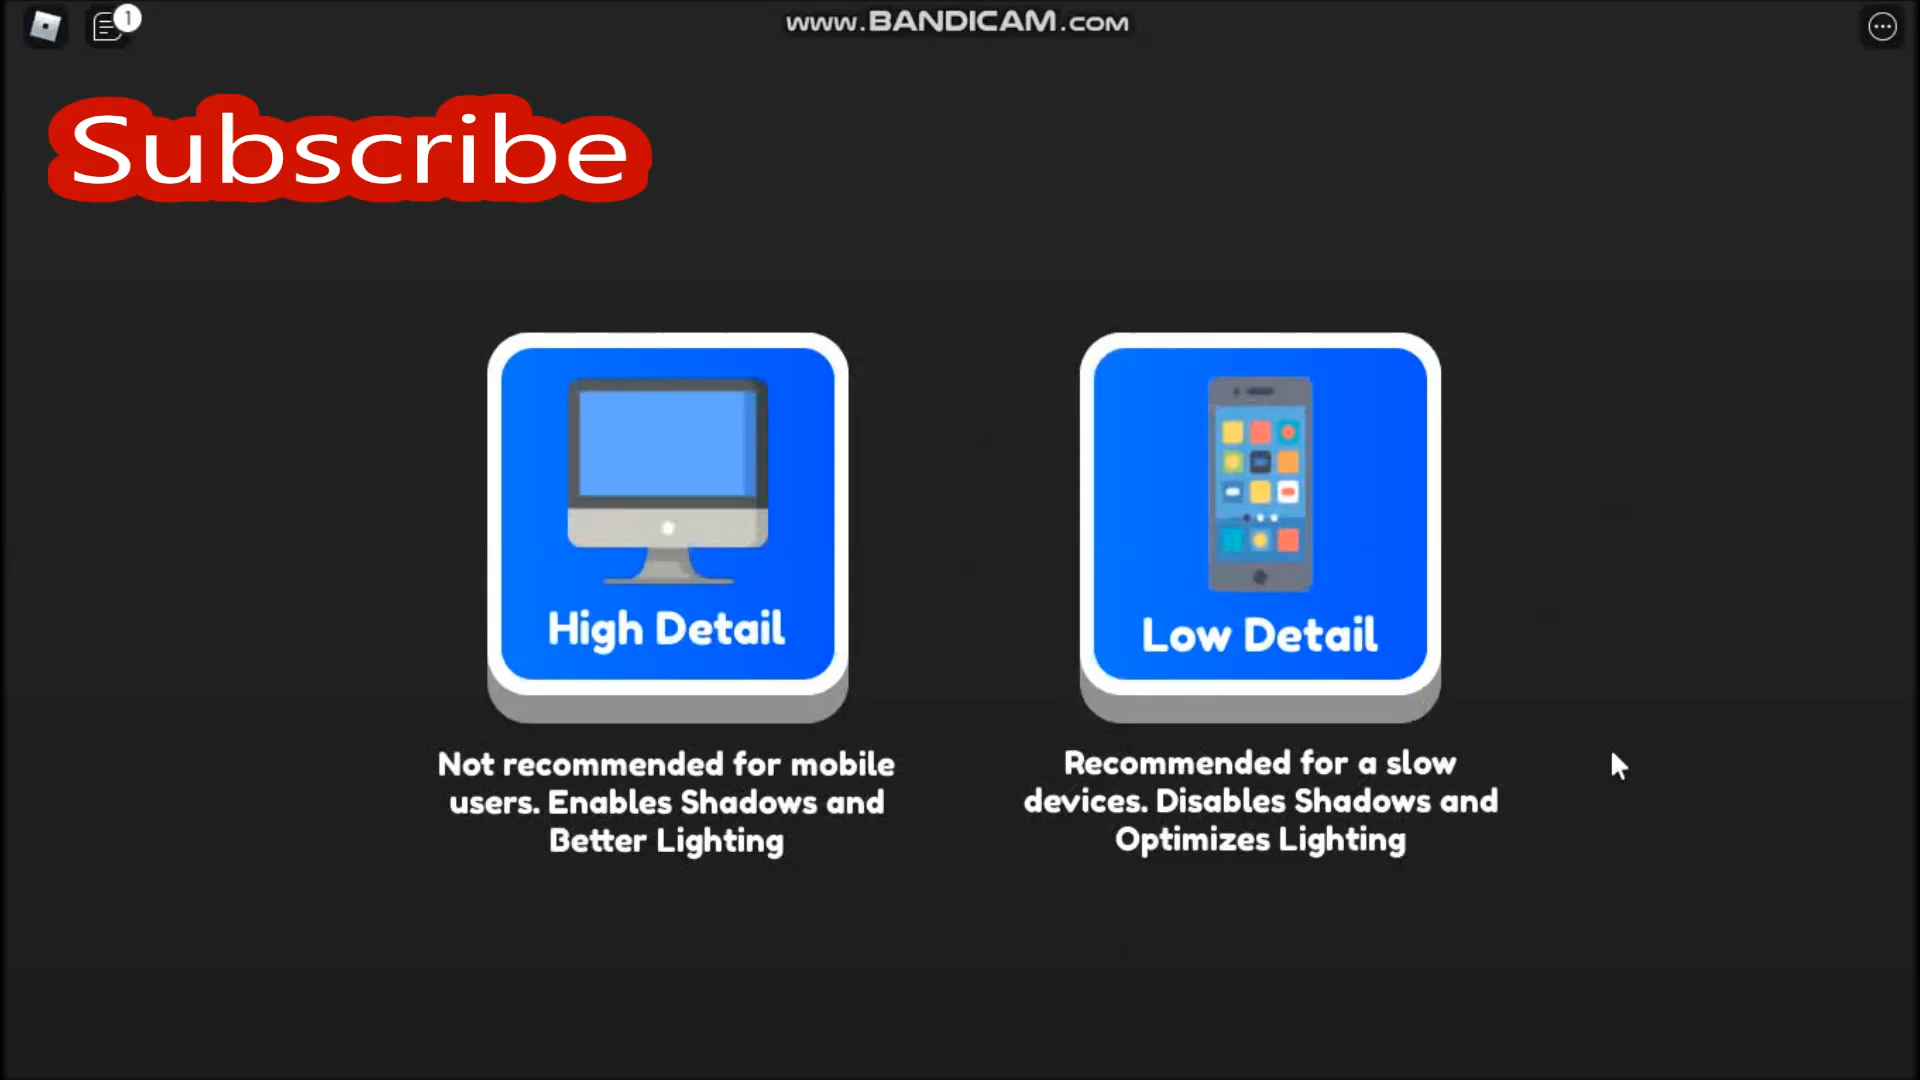 1
www.BANDICAM.com
Subscribe
High Detail
Low Detail
Not recommended for mobile
users. Enables Shadows and
Better Lighting
Recommended for a slow
devices. Disables Shadows and
Optimizes Lighting